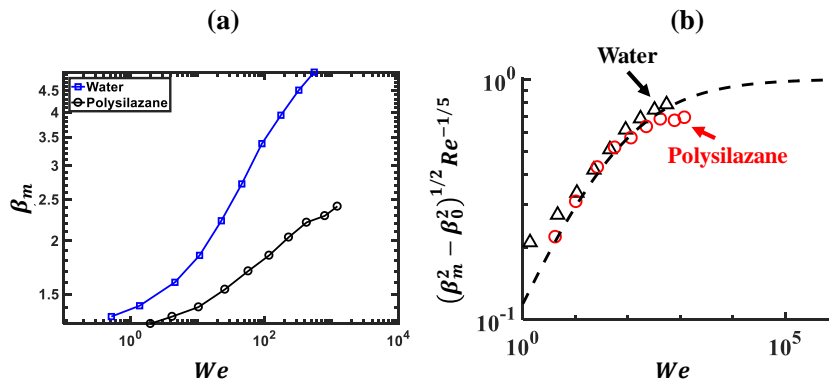 (a)
(b)
Water
Polysilazane
4.5
4
3.5
3
2.5
2
1.5
β_m
10^0
10^2
10^4
We
Water
Polysilazane
10^0
10^-1
(β_m^2 − β_0^2)^{1/2} Re^{−1/5}
10^0
10^5
We